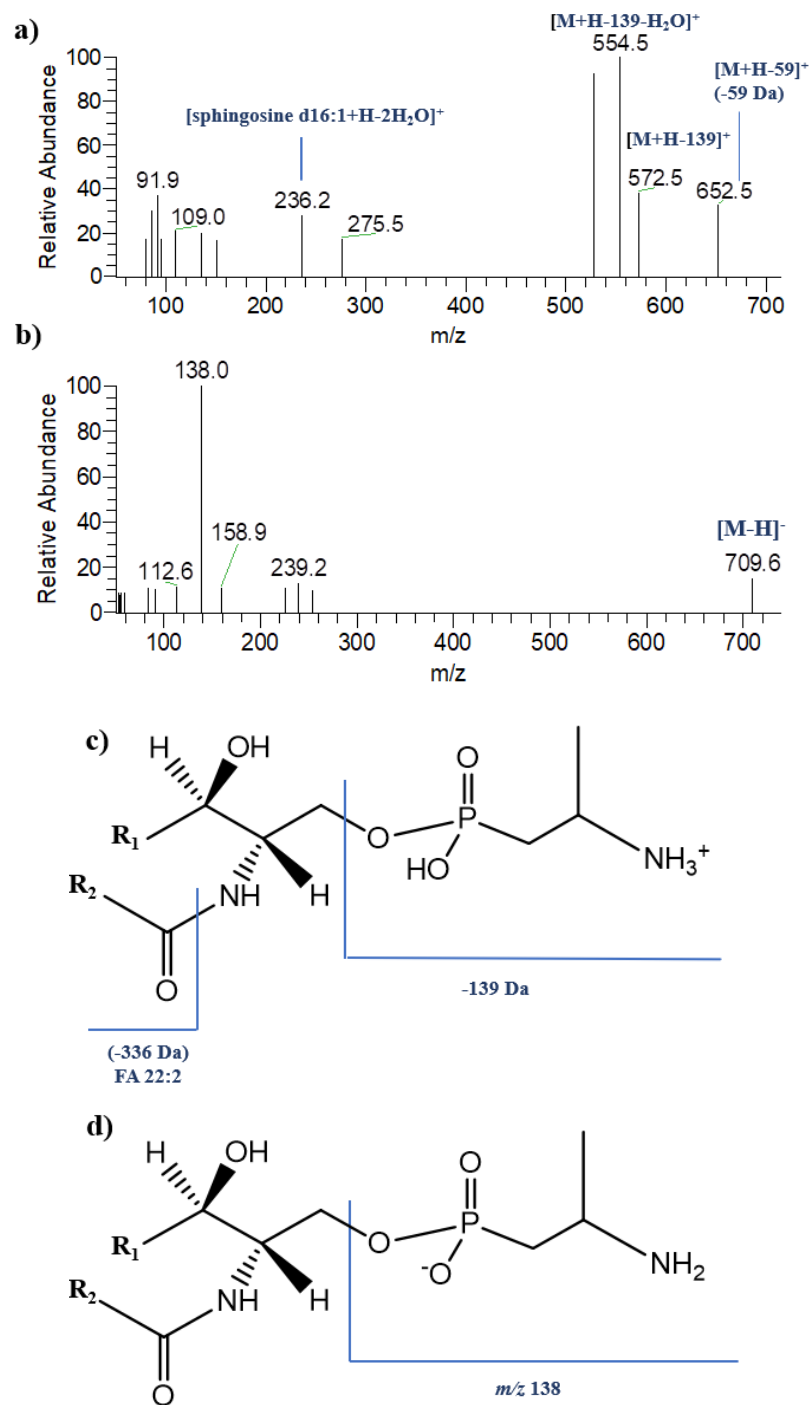 a)
[M+H-139-H₂O]⁺
554.5
[M+H-59]⁺
(-59 Da)
[sphingosine d16:1+H-2H₂O]⁺
[M+H-139]⁺
572.5
652.5
91.9
109.0
236.2
275.5
Relative Abundance
100
80
60
40
20
0
100 200 300 400 500 600 700
m/z
b)
138.0
[M-H]⁻
709.6
158.9
112.6
239.2
Relative Abundance
100
80
60
40
20
0
100 200 300 400 500 600 700
m/z
c)
H OH
O
R₁ O P
HO NH₃⁺
R₂ NH H
O
-139 Da
(-336 Da)
FA 22:2
d)
H OH
O
R₁ O P
⁻O NH₂
R₂ NH H
O
m/z 138